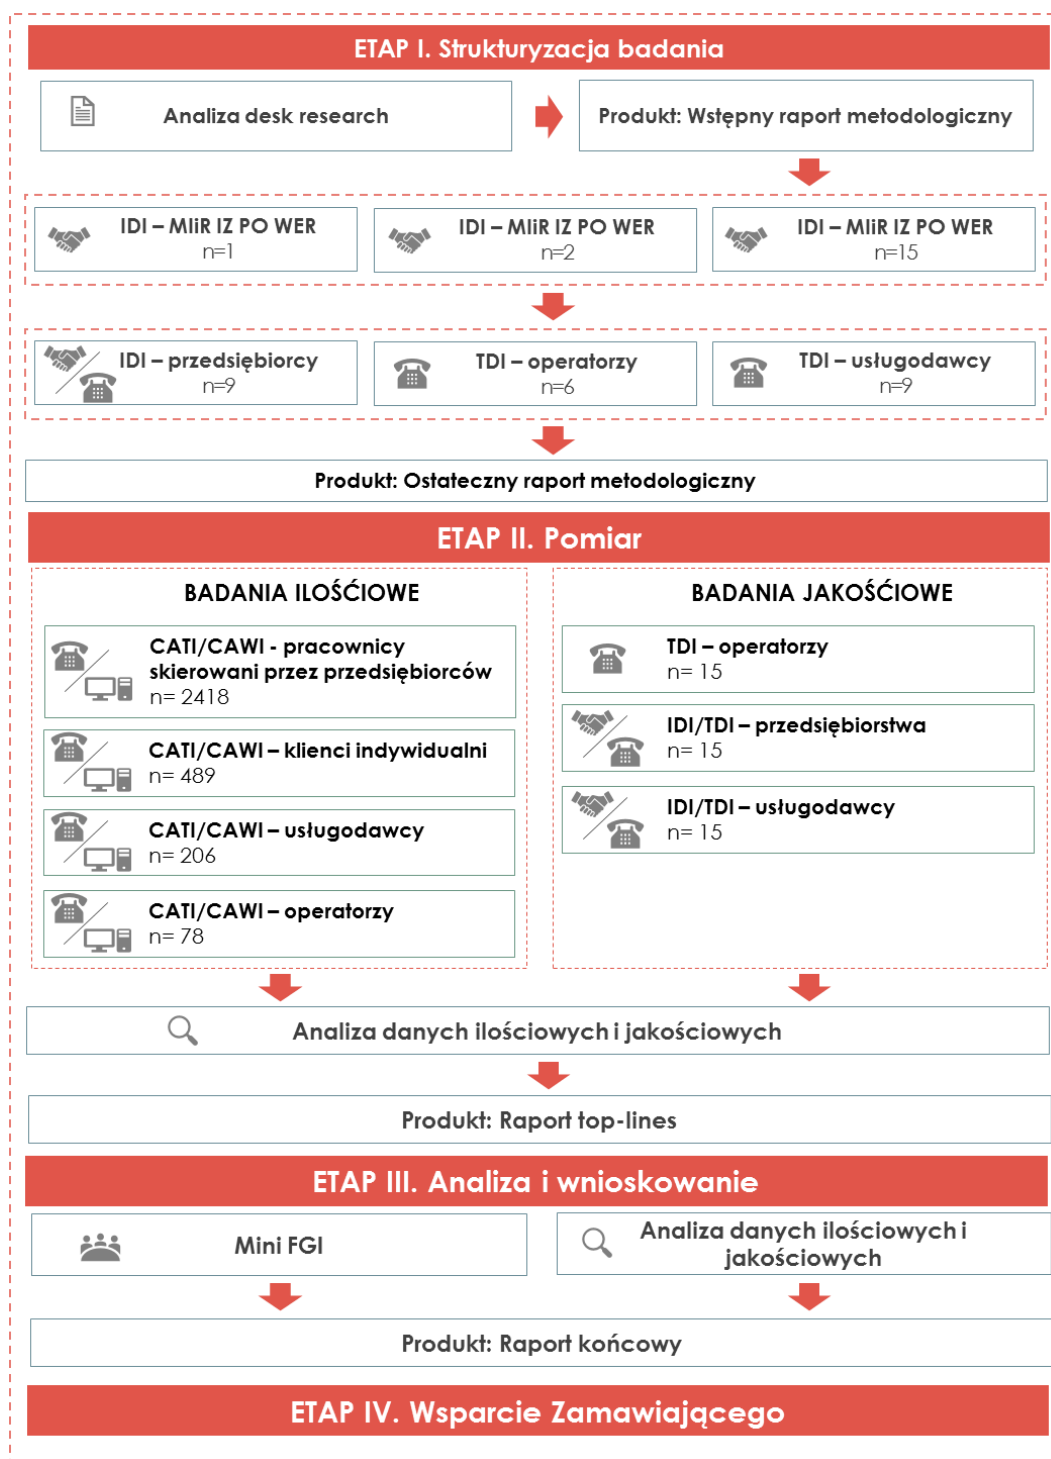 ETAP I. Strukturyzacja badania
Analiza desk research
Produkt: Wstępny raport metodologiczny
IDI – MIiR IZ PO WER
n=1
IDI – MIiR IZ PO WER
n=2
IDI – MIiR IZ PO WER
n=15
IDI – przedsiębiorcy
n=9
TDI – operatorzy
n=6
TDI – usługodawcy
n=9
Produkt: Ostateczny raport metodologiczny
ETAP II. Pomiar
BADANIA ILOŚĆIOWE
CATI/CAWI - pracownicy
skierowani przez przedsiębiorców
n= 2418
CATI/CAWI – klienci indywidualni
n= 489
CATI/CAWI – usługodawcy
n= 206
CATI/CAWI – operatorzy
n= 78
BADANIA JAKOŚĆIOWE
TDI – operatorzy
n= 15
IDI/TDI – przedsiębiorstwa
n= 15
IDI/TDI – usługodawcy
n= 15
Analiza danych ilościowych i jakościowych
Produkt: Raport top-lines
ETAP III. Analiza i wnioskowanie
Mini FGI
Analiza danych ilościowych i
jakościowych
Produkt: Raport końcowy
ETAP IV. Wsparcie Zamawiającego